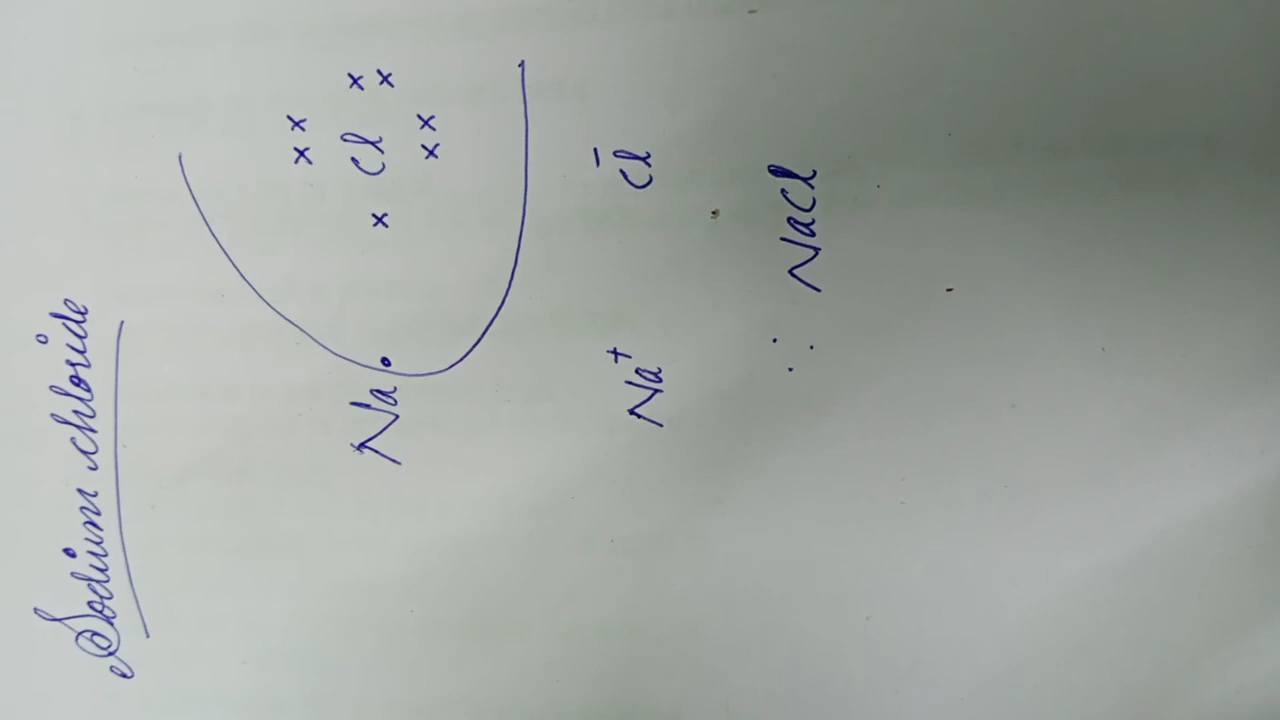 Sodium chloride
Na • × Cl ×× ×× ××
Na⁺ Cl⁻
∴ NaCl